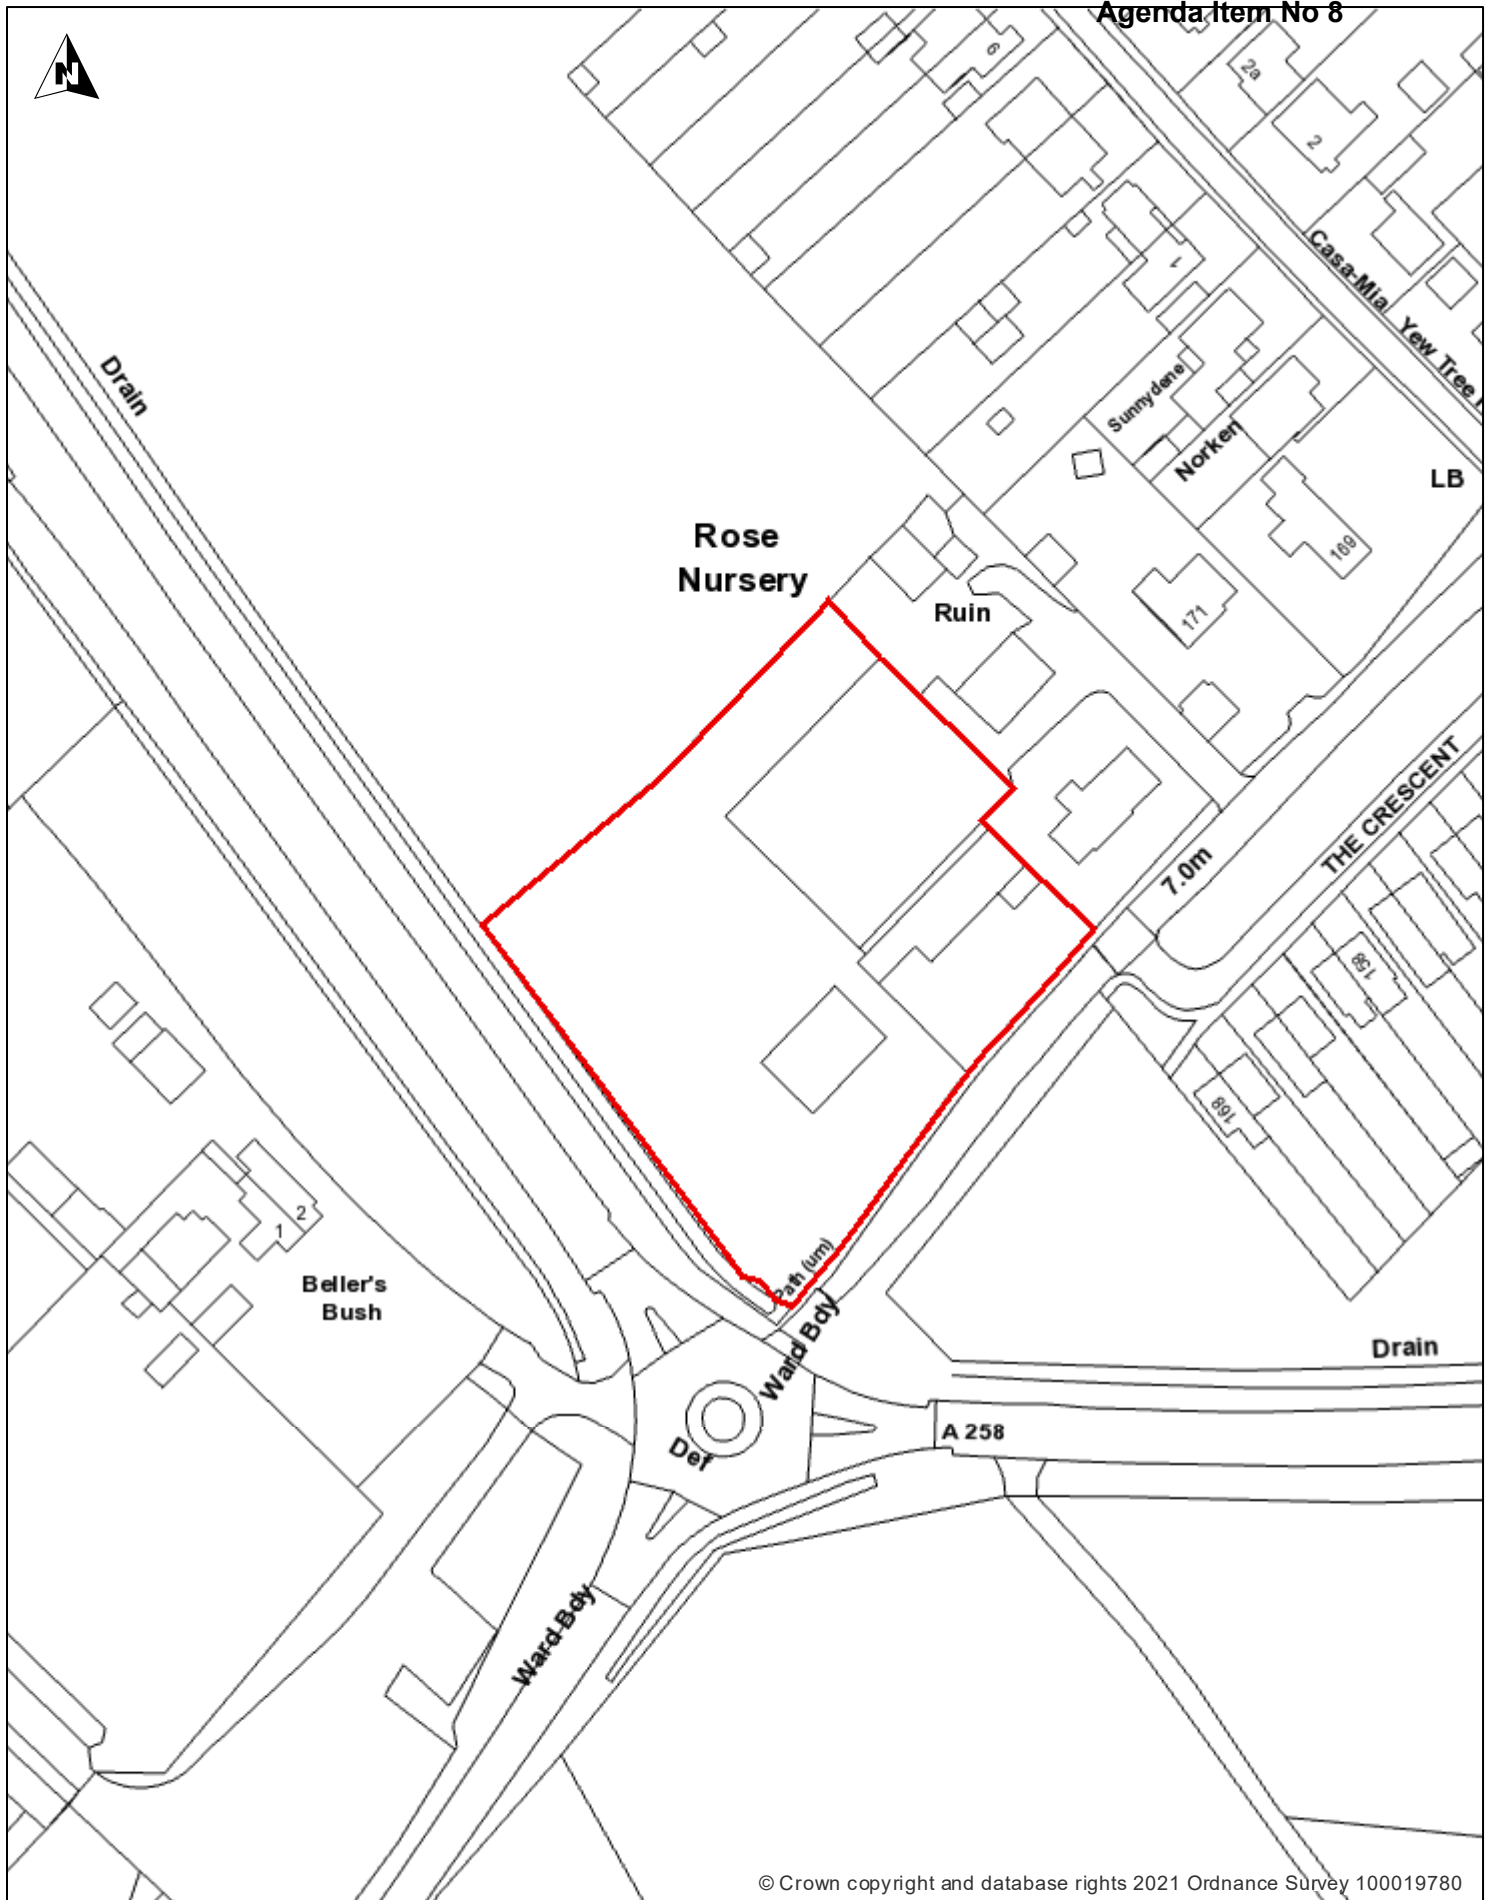 Agenda Item No 8
N
6
2a
2
1
Casa-Mia
Yew Tree
Drain
Sunnydene
Norken
LB
169
171
Rose
Nursery
Ruin
THE CRESCENT
7.0m
158
168
2
1
Beller's
Bush
Path (um)
Ward Bdy
Drain
A 258
Def
Ward Bdy
© Crown copyright and database rights 2021 Ordnance Survey 100019780